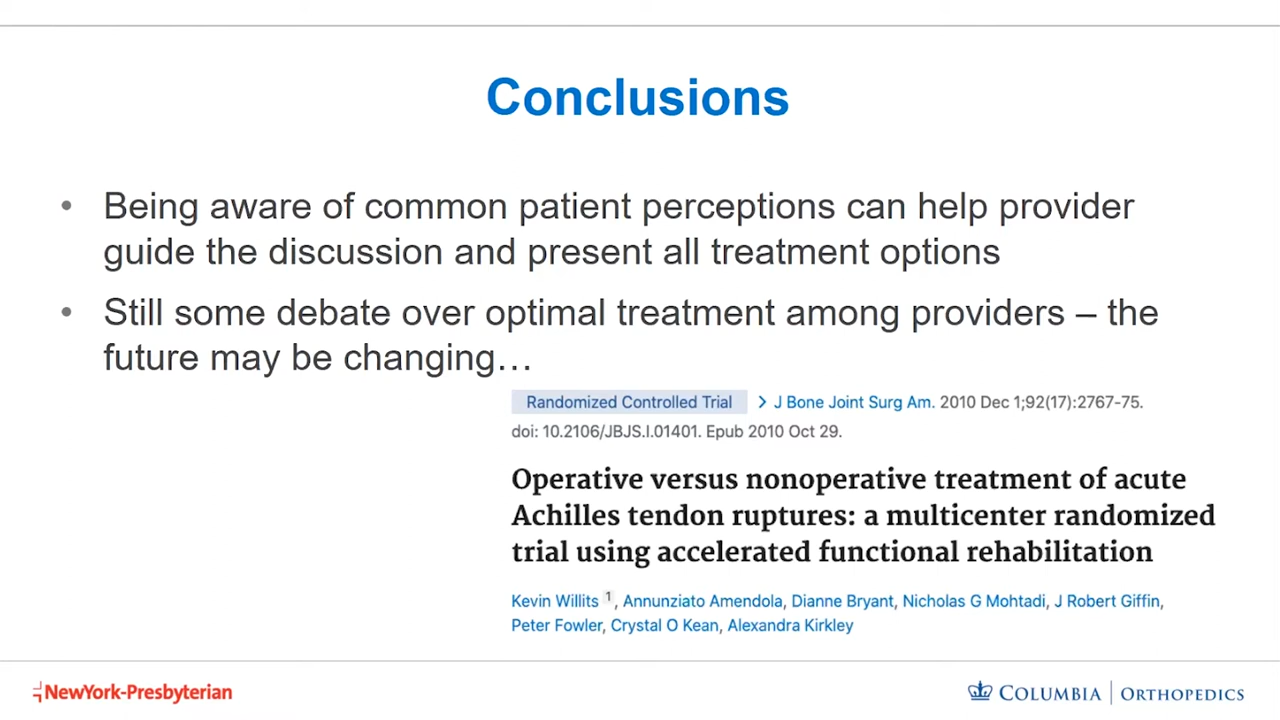 Conclusions
• Being aware of common patient perceptions can help provider
guide the discussion and present all treatment options
• Still some debate over optimal treatment among providers – the
future may be changing…
Randomized Controlled Trial > J Bone Joint Surg Am. 2010 Dec 1;92(17):2767-75.
doi: 10.2106/JBJS.I.01401. Epub 2010 Oct 29.
Operative versus nonoperative treatment of acute
Achilles tendon ruptures: a multicenter randomized
trial using accelerated functional rehabilitation
Kevin Willits 1, Annunziato Amendola, Dianne Bryant, Nicholas G Mohtadi, J Robert Giffin,
Peter Fowler, Crystal O Kean, Alexandra Kirkley
NewYork-Presbyterian
COLUMBIA | ORTHOPEDICS